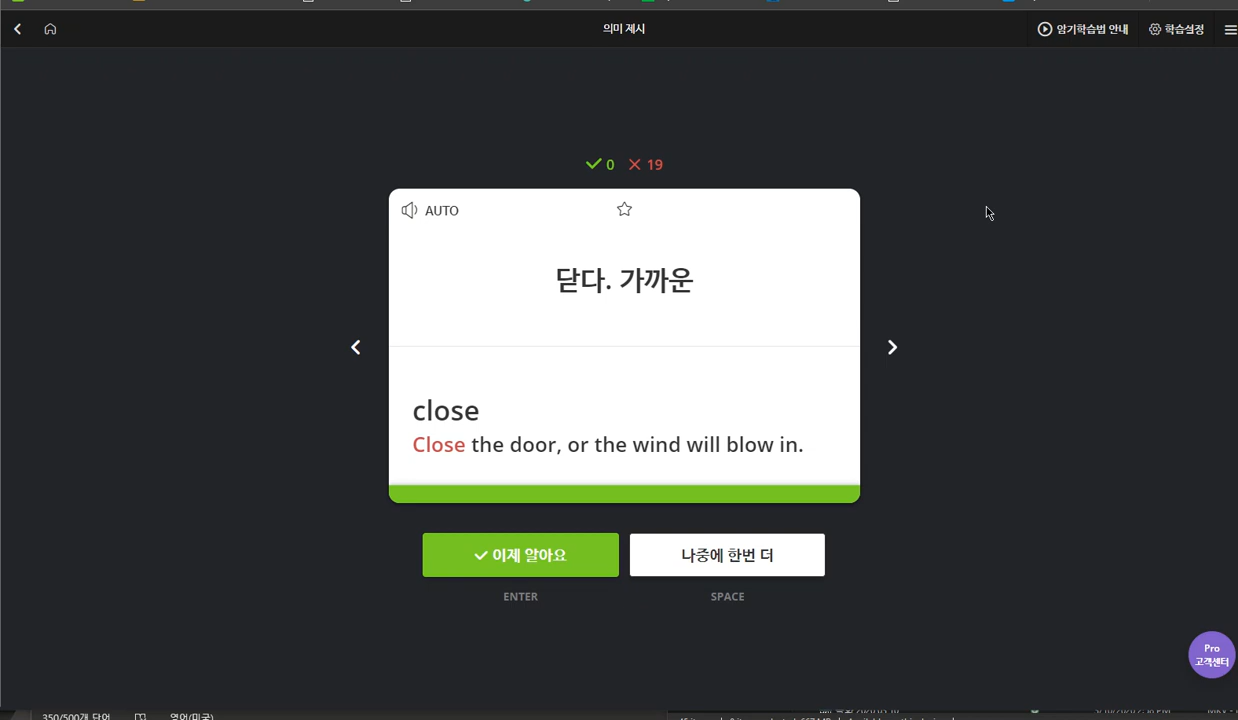 의미 제시
암기학습법 안내
학습설정
0
19
AUTO
닫다. 가까운
close
Close the door, or the wind will blow in.
이제 알아요
나중에 한번 더
ENTER
SPACE
Pro
고객센터
350/500개 단어
영어(미국)